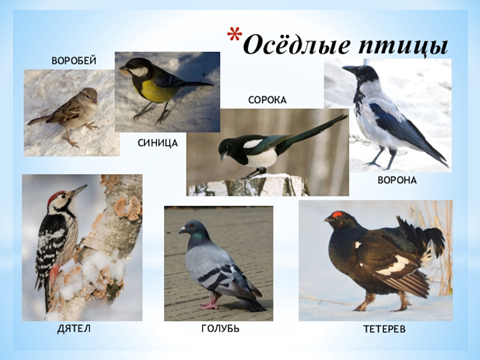 *Осёдлые птицы
ВОРОБЕЙ
СИНИЦА
СОРОКА
ВОРОНА
ДЯТЕЛ
ГОЛУБЬ
ТЕТЕРЕВ